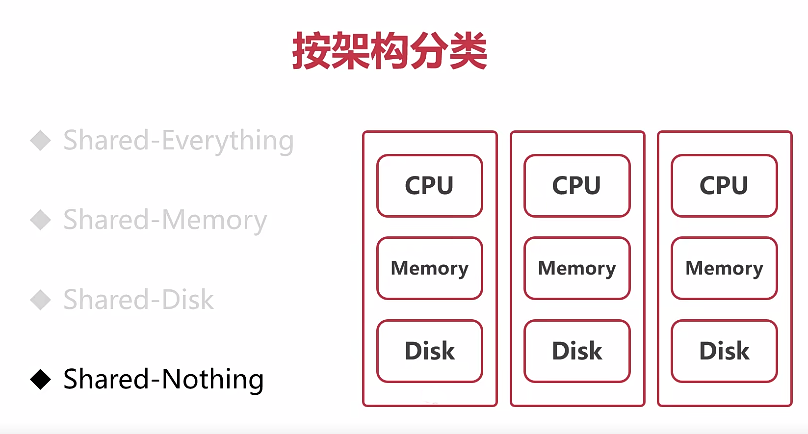 按架构分类
◆ Shared-Everything
◆ Shared-Memory
◆ Shared-Disk
◆ Shared-Nothing
CPU CPU CPU
Memory Memory Memory
Disk Disk Disk